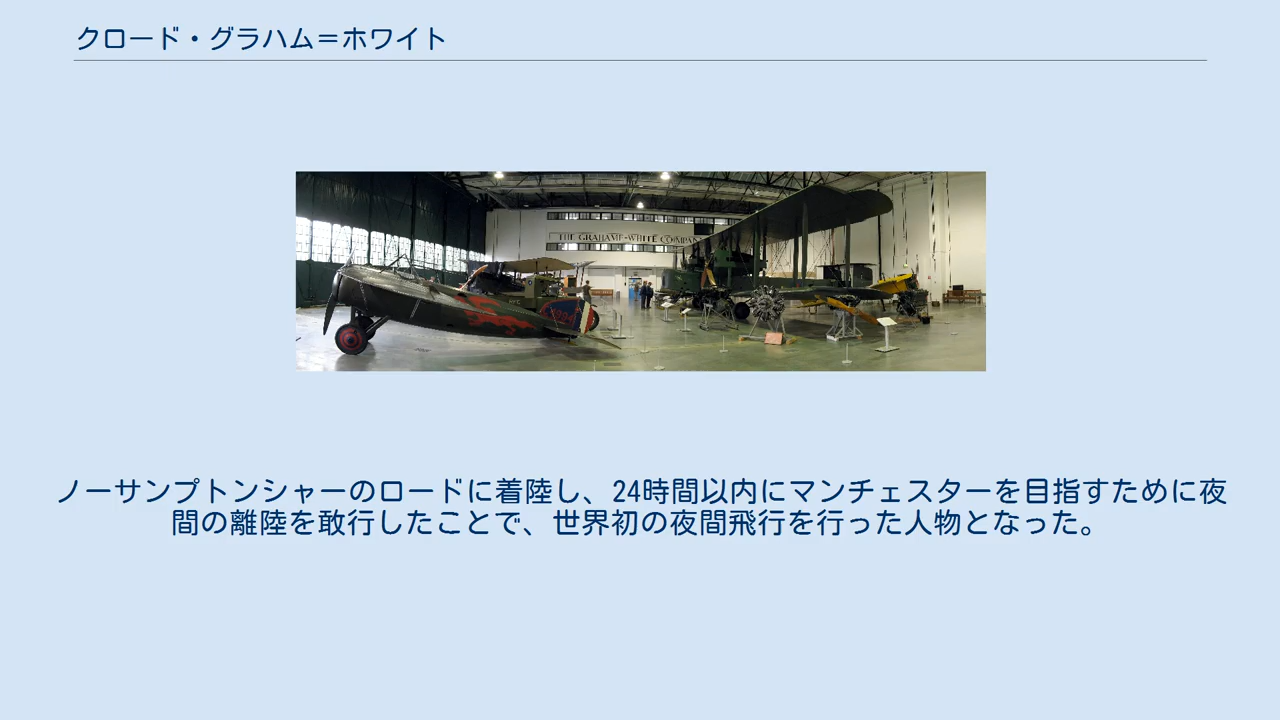 クロード・グラハム＝ホワイト
THE GRAHAME-WHITE COMPAN
ノーサンプトンシャーのロードに着陸し、24時間以内にマンチェスターを目指すために夜
間の離陸を敢行したことで、世界初の夜間飛行を行った人物となった。